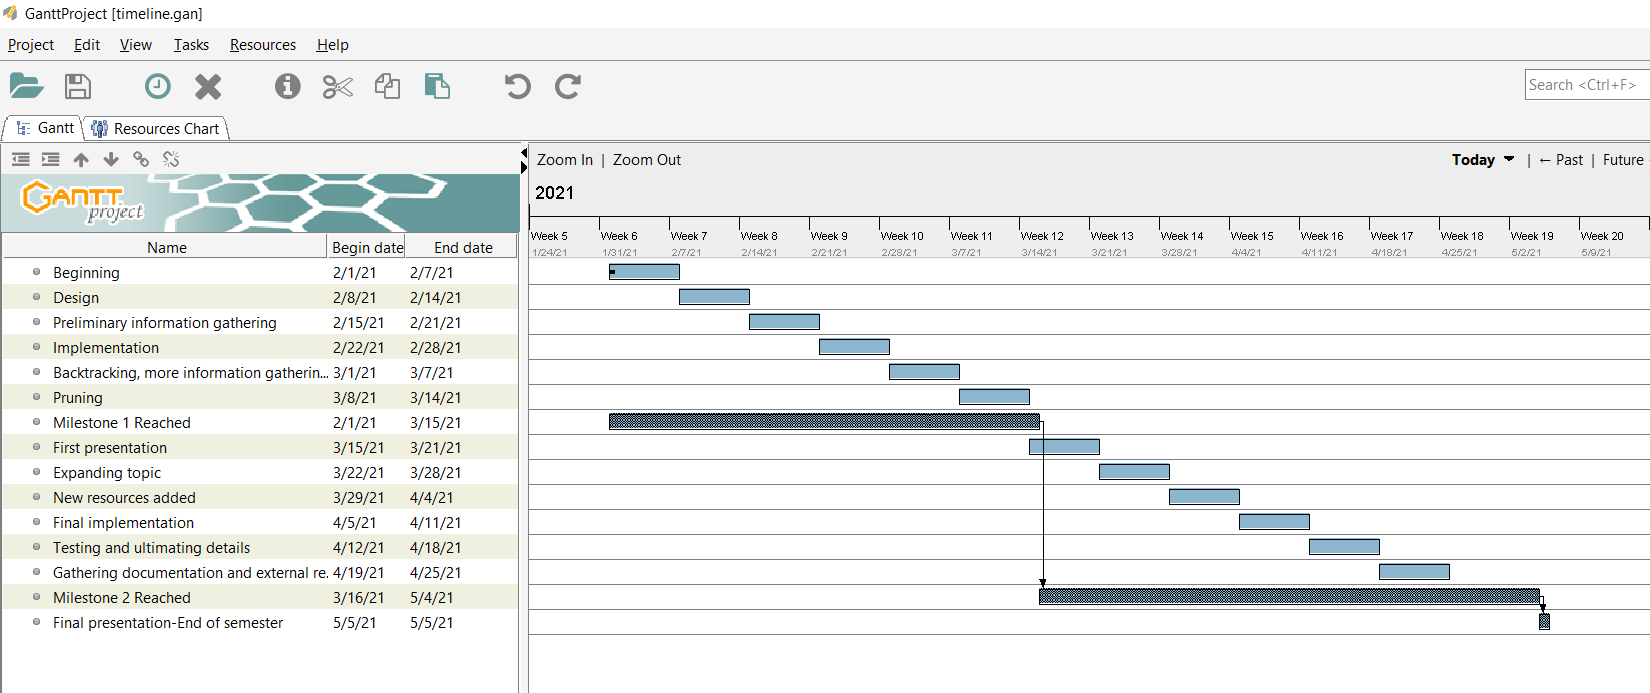 GanttProject [timeline.gan]
Project Edit View Tasks Resources Help
Search <Ctrl+F>
Gantt Resources Chart
Zoom In | Zoom Out Today | ← Past | Future
GANTT project
2021
Week 5 Week 6 Week 7 Week 8 Week 9 Week 10 Week 11 Week 12 Week 13 Week 14 Week 15 Week 16 Week 17 Week 18 Week 19 Week 20
1/24/21 1/31/21 2/7/21 2/14/21 2/21/21 2/28/21 3/7/21 3/14/21 3/21/21 3/28/21 4/4/21 4/11/21 4/18/21 4/25/21 5/2/21 5/9/21
Name Begin date End date
Beginning 2/1/21 2/7/21
Design 2/8/21 2/14/21
Preliminary information gathering 2/15/21 2/21/21
Implementation 2/22/21 2/28/21
Backtracking, more information gatherin... 3/1/21 3/7/21
Pruning 3/8/21 3/14/21
Milestone 1 Reached 2/1/21 3/15/21
First presentation 3/15/21 3/21/21
Expanding topic 3/22/21 3/28/21
New resources added 3/29/21 4/4/21
Final implementation 4/5/21 4/11/21
Testing and ultimating details 4/12/21 4/18/21
Gathering documentation and external re. 4/19/21 4/25/21
Milestone 2 Reached 3/16/21 5/4/21
Final presentation-End of semester 5/5/21 5/5/21